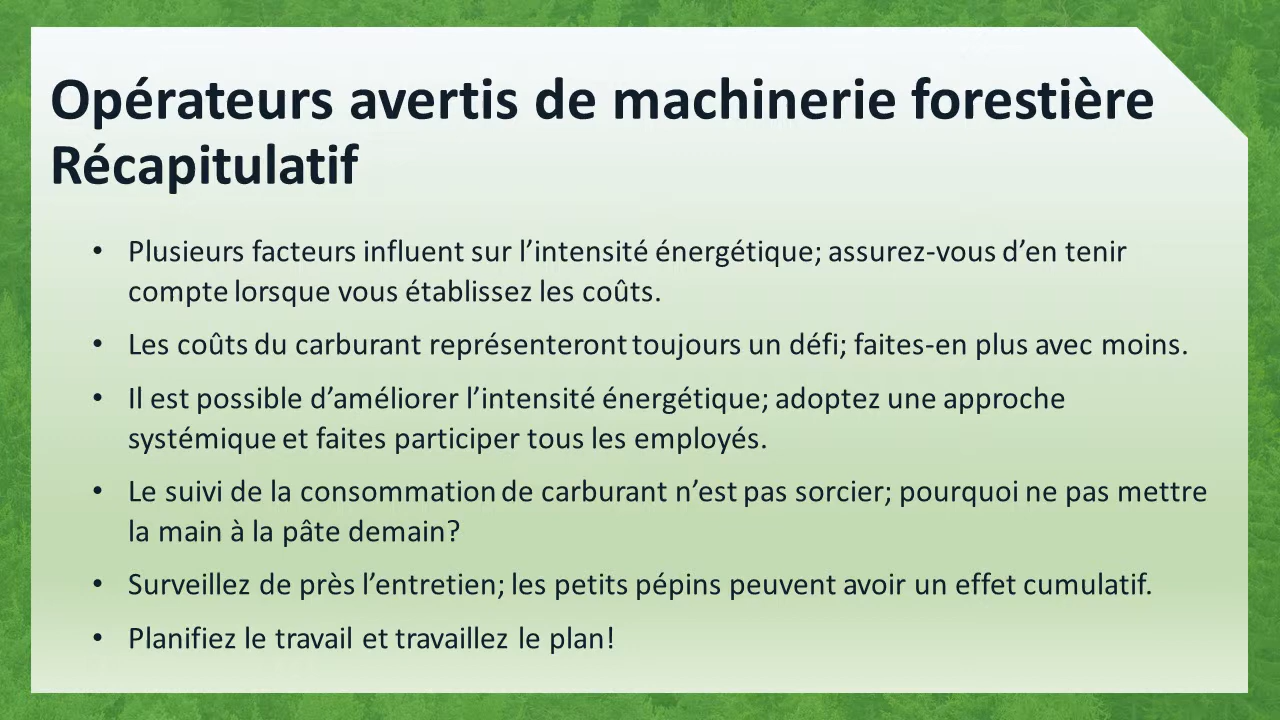 Opérateurs avertis de machinerie forestière
Récapitulatif
• Plusieurs facteurs influent sur l’intensité énergétique; assurez-vous d’en tenir
compte lorsque vous établissez les coûts.
• Les coûts du carburant représenteront toujours un défi; faites-en plus avec moins.
• Il est possible d’améliorer l’intensité énergétique; adoptez une approche
systémique et faites participer tous les employés.
• Le suivi de la consommation de carburant n’est pas sorcier; pourquoi ne pas mettre
la main à la pâte demain?
• Surveillez de près l’entretien; les petits pépins peuvent avoir un effet cumulatif.
• Planifiez le travail et travaillez le plan!